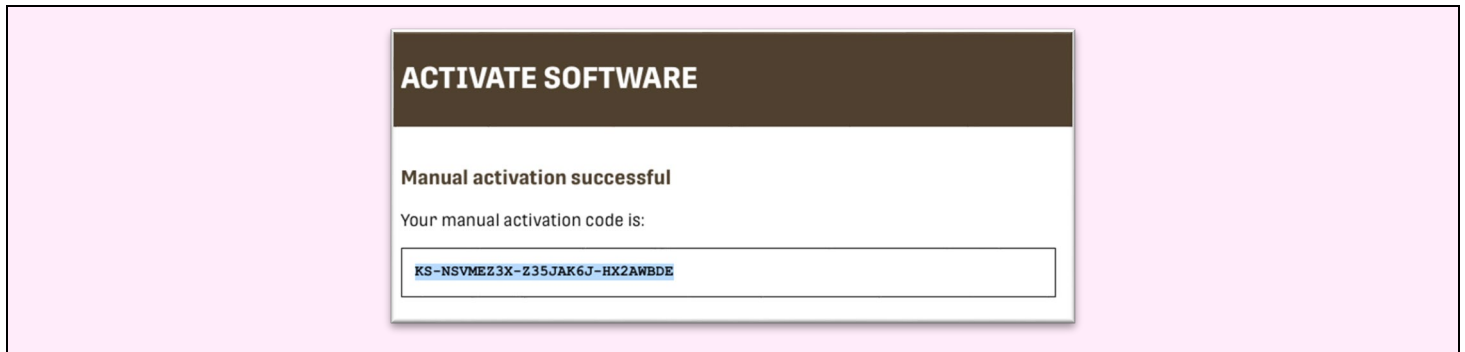 ACTIVATE SOFTWARE
Manual activation successful
Your manual activation code is:
KS-NSVMEZ3X-Z35JAK6J-HX2AWBDE